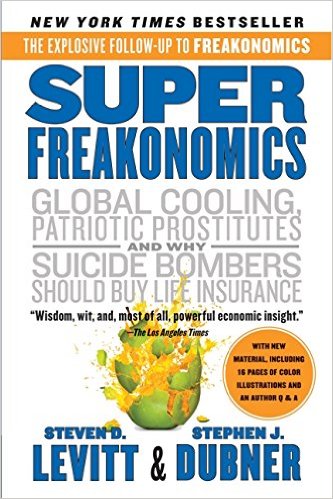 NEW YORK TIMES BESTSELLER
THE EXPLOSIVE FOLLOW-UP TO FREAKONOMICS
SUPER
FREAKONOMICS
GLOBAL COOLING,
PATRIOTIC PROSTITUTES
AND WHY
SUICIDE BOMBERS
SHOULD BUY LIFE INSURANCE
"Wisdom, wit, and, most of all, powerful economic insight."
—The Los Angeles Times
WITH NEW
MATERIAL, INCLUDING
16 PAGES OF COLOR
ILLUSTRATIONS AND
AN AUTHOR Q & A
STEVEN D. STEPHEN J.
LEVITT & DUBNER